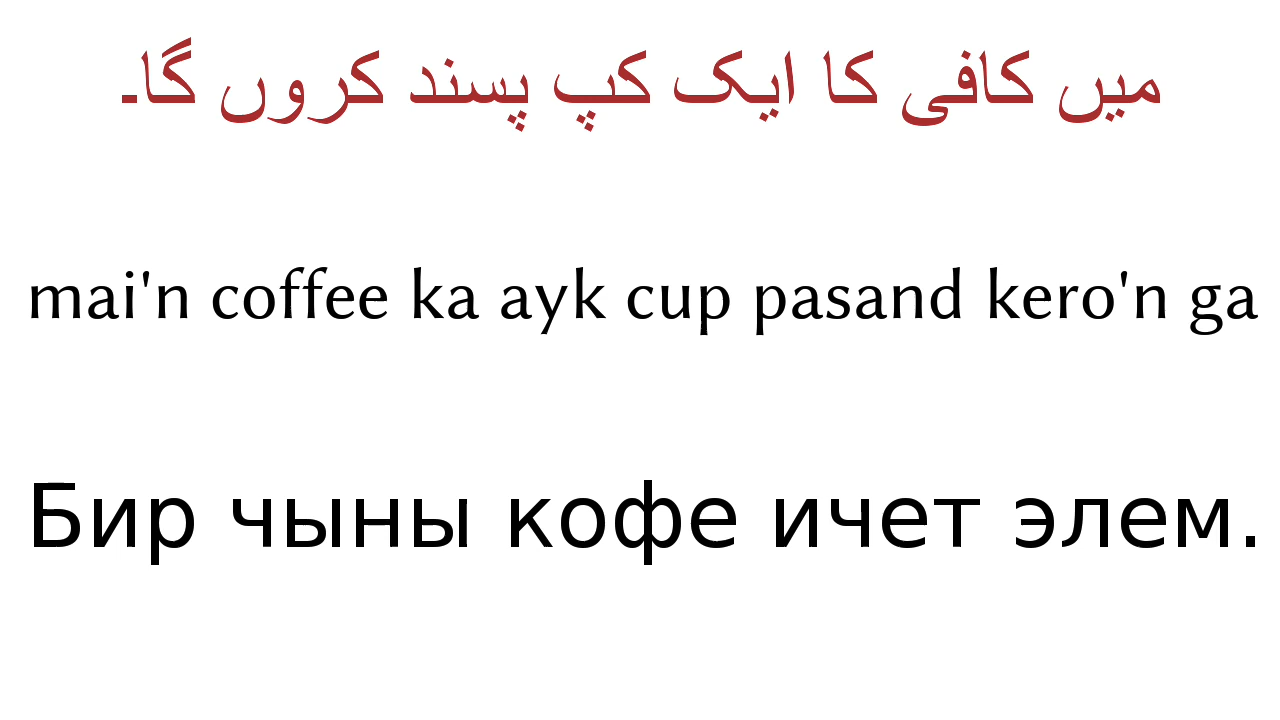 میں کافی کا ایک کپ پسند کروں گا۔
mai'n coffee ka ayk cup pasand kero'n ga
Бир чыны кофе ичет элем.